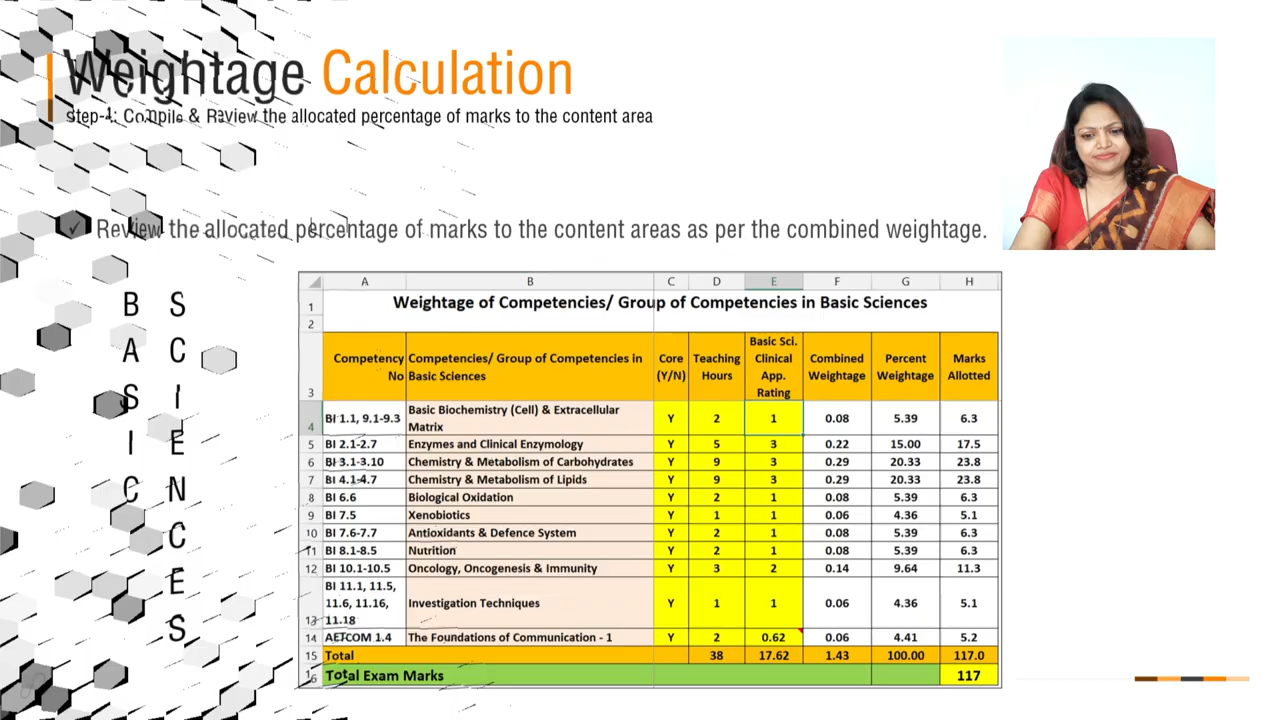 Weightage Calculation
Step-4: Compile & Review the allocated percentage of marks to the content area
✓ Review the allocated percentage of marks to the content areas as per the combined weightage.
BASIC SCIENCES
A B C D E F G H
1 Weightage of Competencies/ Group of Competencies in Basic Sciences
2
3 Competency No Competencies/ Group of Competencies in Basic Sciences Core (Y/N) Teaching Hours Basic Sci. Clinical App. Rating Combined Weightage Percent Weightage Marks Allotted
4 BI 1.1, 9.1-9.3 Basic Biochemistry (Cell) & Extracellular Matrix Y 2 1 0.08 5.39 6.3
5 BI 2.1-2.7 Enzymes and Clinical Enzymology Y 5 3 0.22 15.00 17.5
6 BI 3.1-3.10 Chemistry & Metabolism of Carbohydrates Y 9 3 0.29 20.33 23.8
7 BI 4.1-4.7 Chemistry & Metabolism of Lipids Y 9 3 0.29 20.33 23.8
8 BI 6.6 Biological Oxidation Y 2 1 0.08 5.39 6.3
9 BI 7.5 Xenobiotics Y 1 1 0.06 4.36 5.1
10 BI 7.6-7.7 Antioxidants & Defence System Y 2 1 0.08 5.39 6.3
11 BI 8.1-8.5 Nutrition Y 2 1 0.08 5.39 6.3
12 BI 10.1-10.5 Oncology, Oncogenesis & Immunity Y 3 2 0.14 9.64 11.3
13 BI 11.1, 11.5, 11.6, 11.16, 11.18 Investigation Techniques Y 1 1 0.06 4.36 5.1
14 AETCOM 1.4 The Foundations of Communication - 1 Y 2 0.62 0.06 4.41 5.2
15 Total 38 17.62 1.43 100.00 117.0
16 Total Exam Marks 117